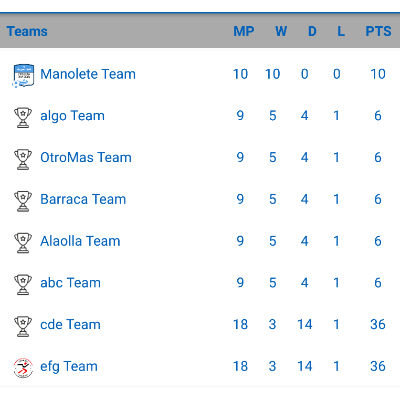 Teams MP W D L PTS
Manolete Team 10 10 0 0 10
algo Team 9 5 4 1 6
OtroMas Team 9 5 4 1 6
Barraca Team 9 5 4 1 6
Alaolla Team 9 5 4 1 6
abc Team 9 5 4 1 6
cde Team 18 3 14 1 36
efg Team 18 3 14 1 36